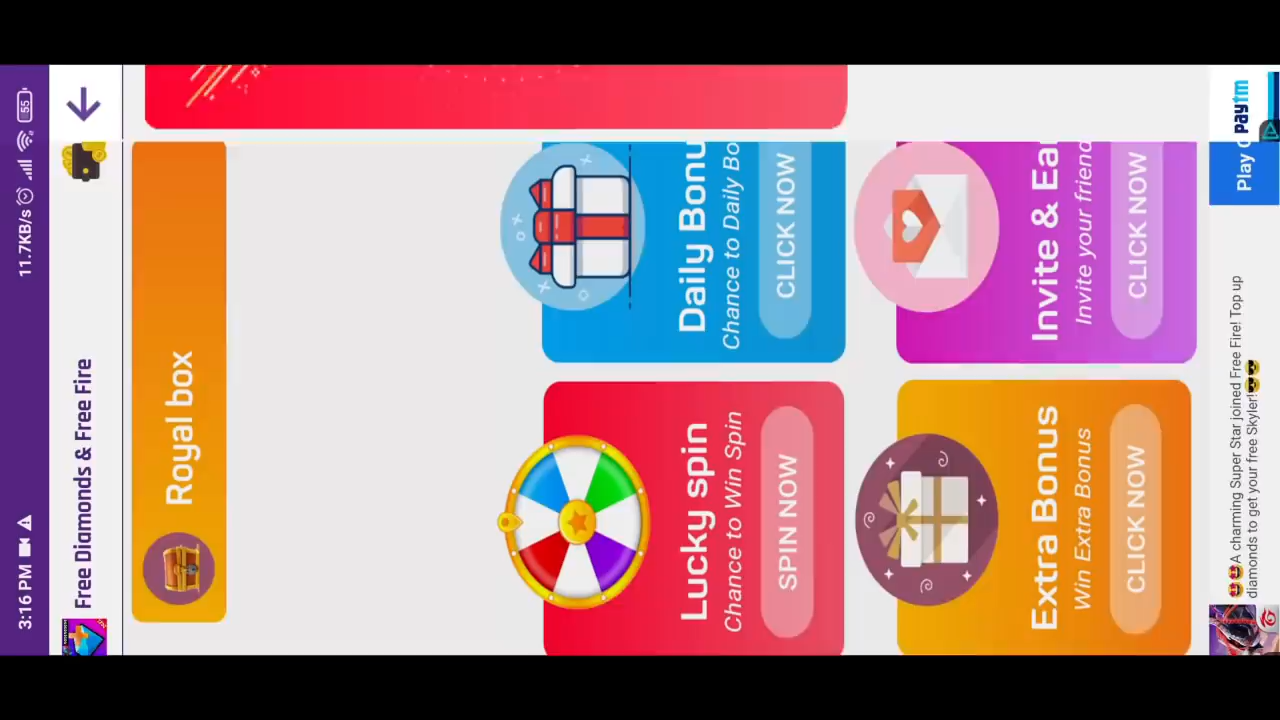 3:16 PM
11.7KB/s
55
Free Diamonds & Free Fire
Royal box
Lucky spin
Chance to Win Spin
SPIN NOW
Daily Bonu
Chance to Daily Bo
CLICK NOW
Extra Bonus
Win Extra Bonus
CLICK NOW
Invite & Ear
Invite your friend
CLICK NOW
😍😍A charming Super Star joined Free Fire! Top up
diamonds to get your free Skyler!😎😎
Play
paytm